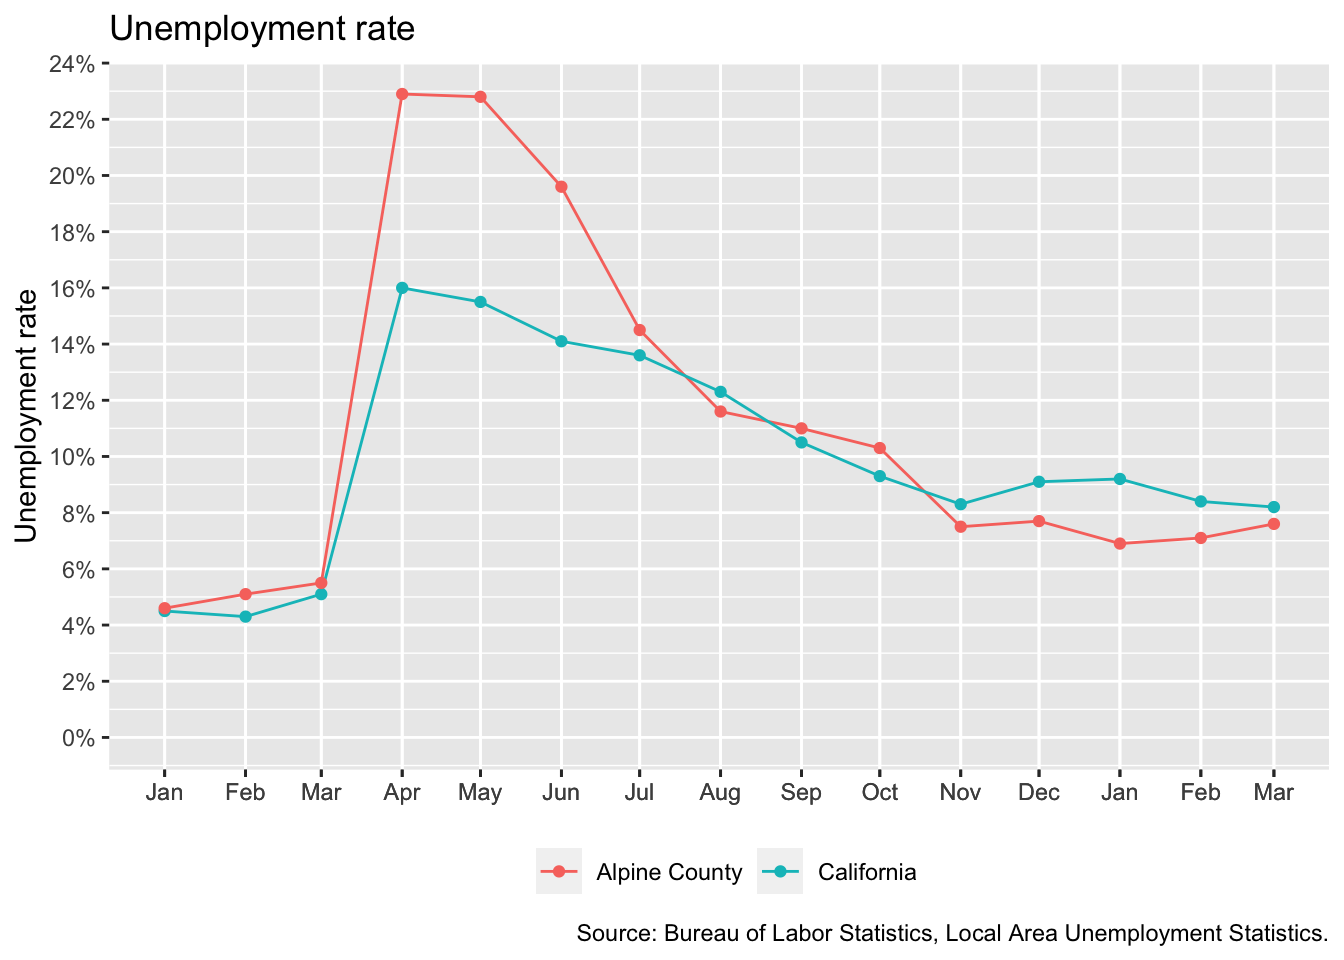 Unemployment rate
Unemployment rate
24%
22%
20%
18%
16%
14%
12%
10%
8%
6%
4%
2%
0%
Jan Feb Mar Apr May Jun Jul Aug Sep Oct Nov Dec Jan Feb Mar
Alpine County California
Source: Bureau of Labor Statistics, Local Area Unemployment Statistics.